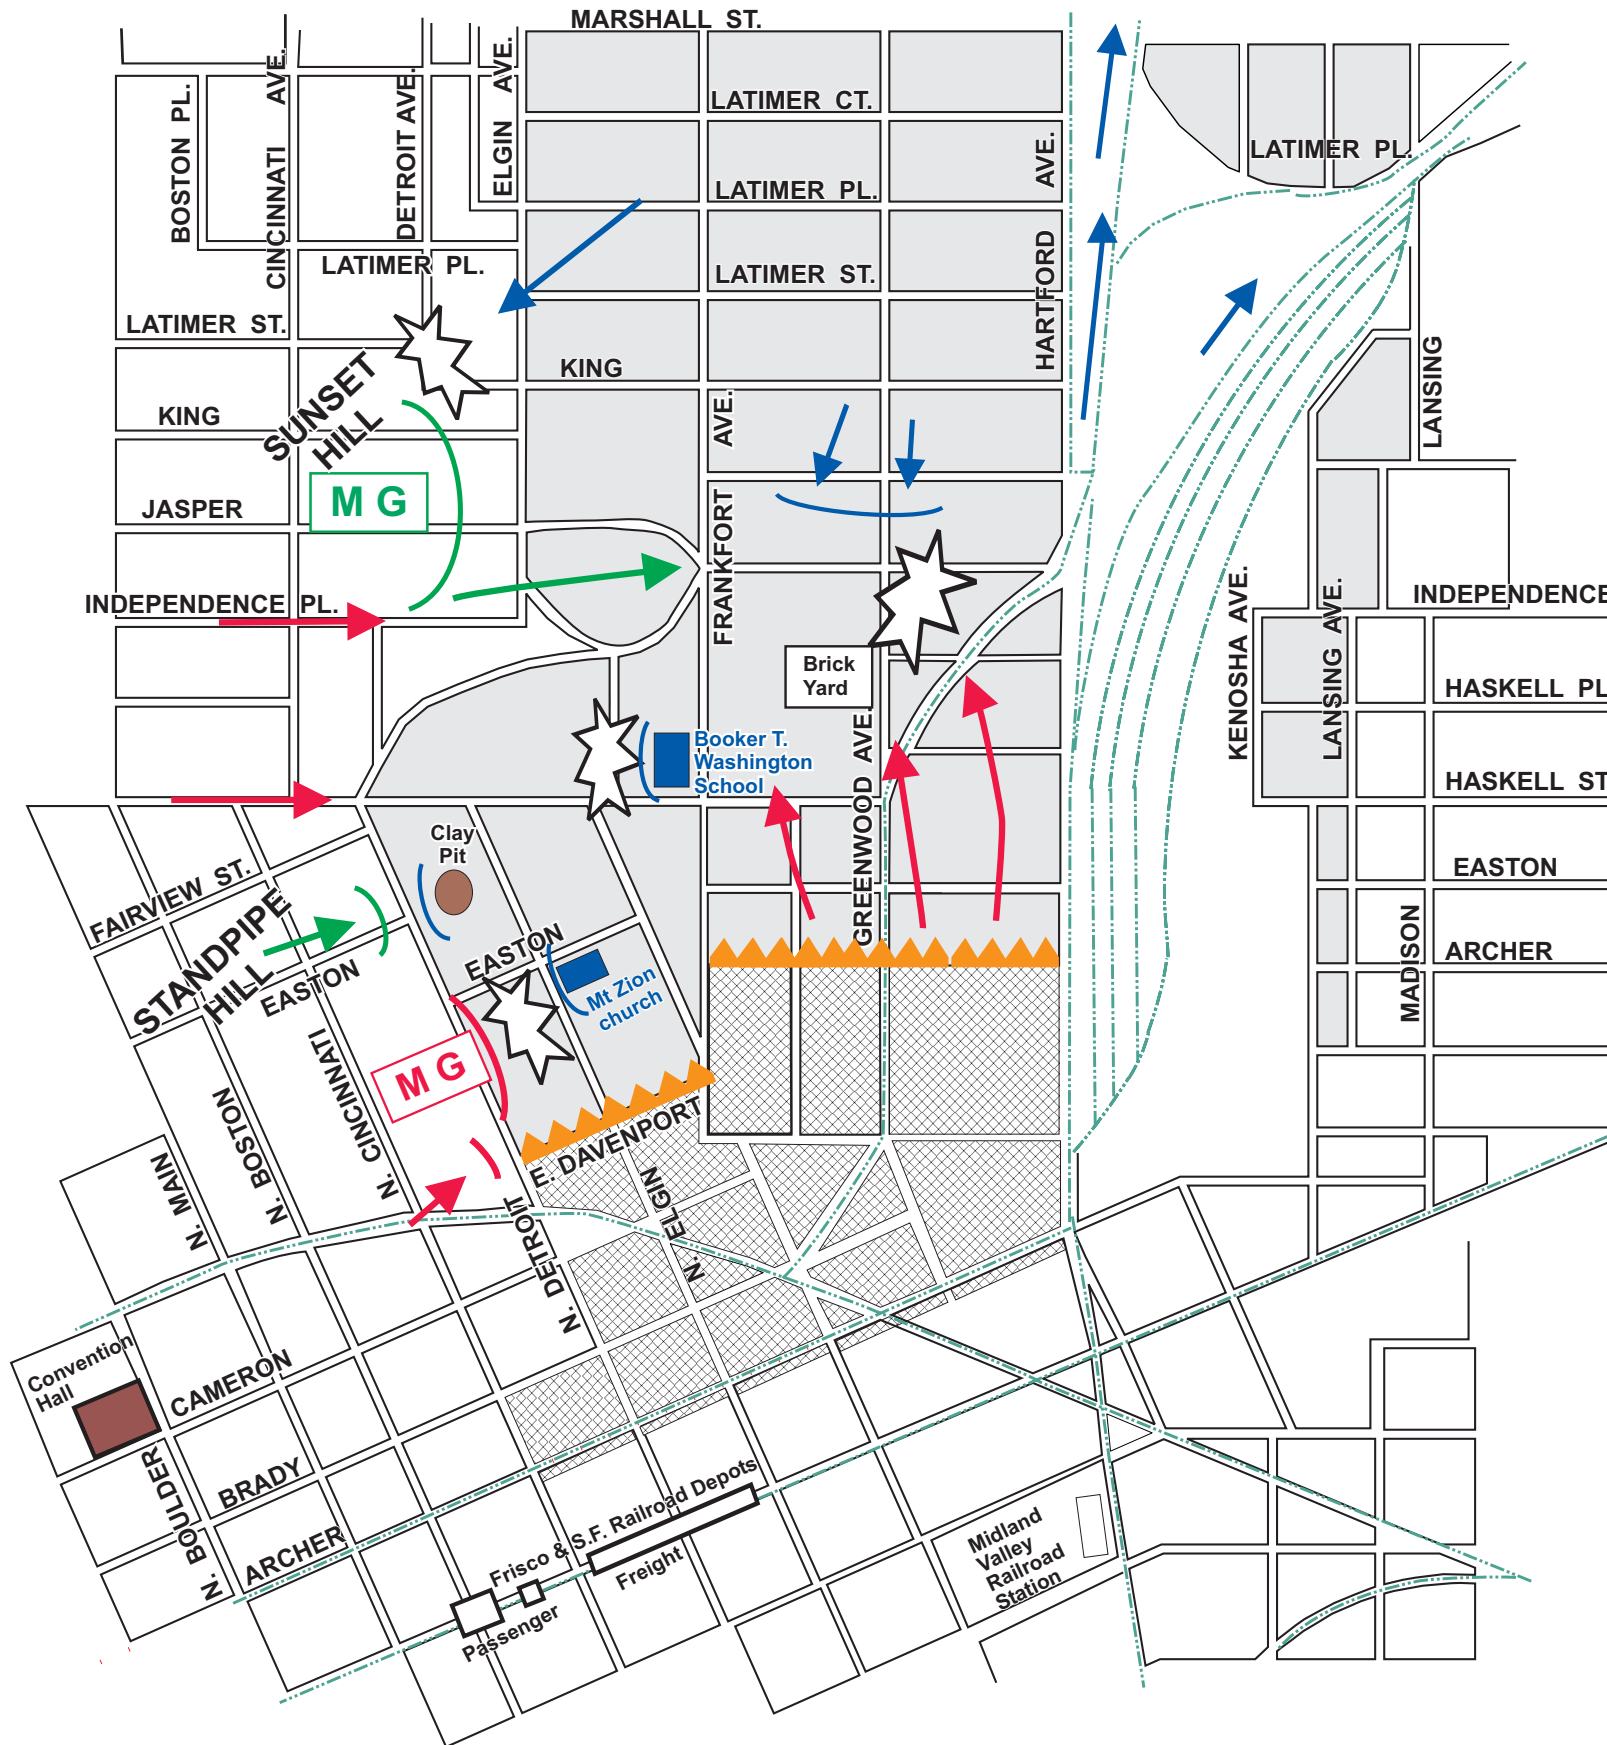 MARSHALL ST.
BOSTON PL.
CINCINNATI AVE.
DETROIT AVE.
ELGIN AVE.
LATIMER CT.
LATIMER PL.
LATIMER ST.
HARTFORD AVE.
LATIMER PL.
LATIMER PL.
LATIMER ST.
KING
KING
SUNSET
HILL
M G
JASPER
INDEPENDENCE PL.
FRANKFORT AVE.
LANSING
KENOSHA AVE.
LANSING AVE.
INDEPENDENCE
HASKELL PL
HASKELL ST
EASTON
ARCHER
MADISON
Brick
Yard
GREENWOOD AVE.
Booker T.
Washington
School
Clay
Pit
FAIRVIEW ST.
STANDPIPE
HILL
EASTON
EASTON
Mt Zion
church
M G
E. DAVENPORT
N. MAIN
N. BOSTON
N. CINCINNATI
N. DETROIT
N. ELGIN
Convention
Hall
CAMERON
BRADY
ARCHER
N. BOULDER
Frisco & S.F. Railroad Depots
Freight
Passenger
Midland
Valley
Railroad
Station